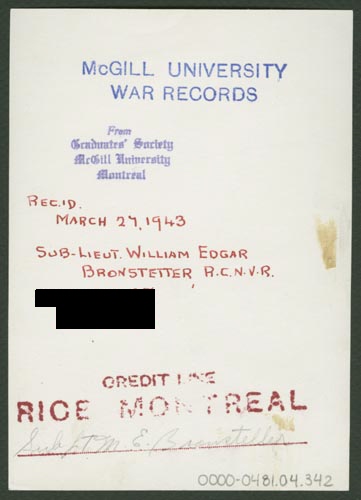 McGILL UNIVERSITY
WAR RECORDS
From
Graduates' Society
McGill University
Montreal
REC.ID.
MARCH 27, 1943
SUB-LIEUT. WILLIAM EDGAR
BRONSTETTER R.C.N.V.R.
CREDIT LINE
RICE MONTREAL
0000-0481.04.342